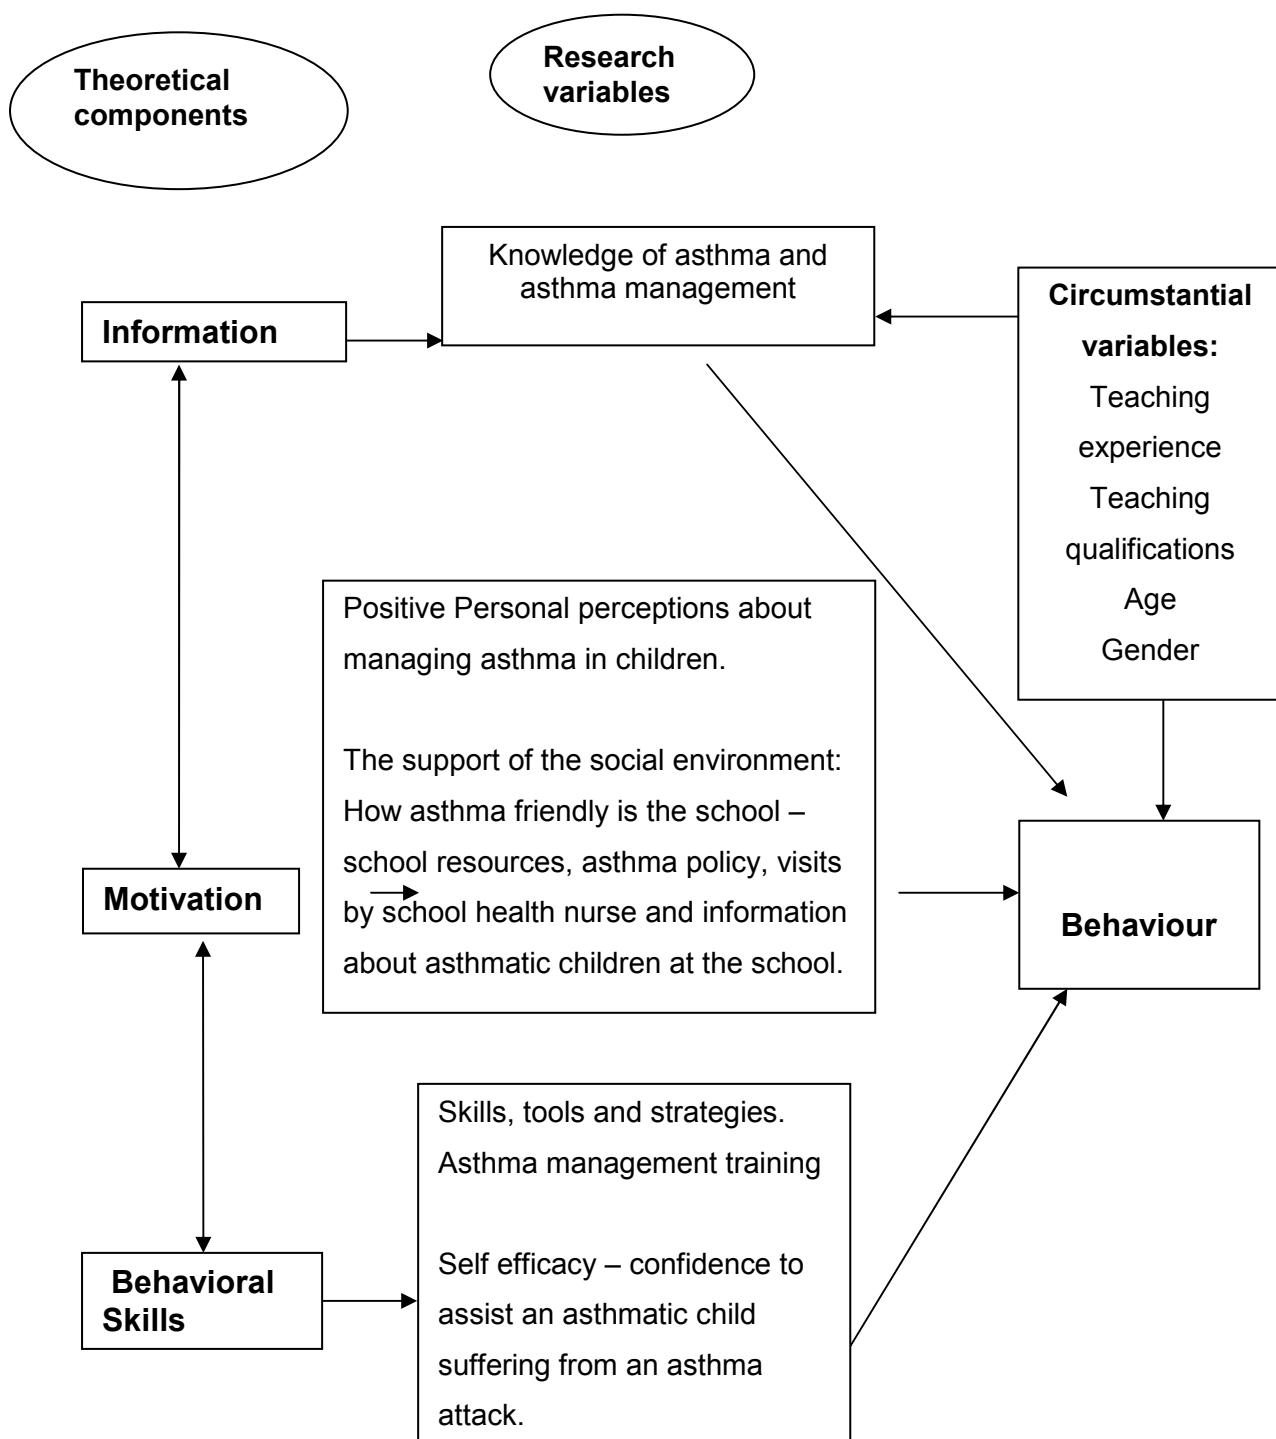 Theoretical
components
Research
variables
Knowledge of asthma and
asthma management
Information
Circumstantial
variables:
Teaching
experience
Teaching
qualifications
Age
Gender
Positive Personal perceptions about
managing asthma in children.
The support of the social environment:
How asthma friendly is the school –
school resources, asthma policy, visits
by school health nurse and information
about asthmatic children at the school.
Motivation
Behaviour
Skills, tools and strategies.
Asthma management training
Self efficacy – confidence to
assist an asthmatic child
suffering from an asthma
attack.
Behavioral
Skills